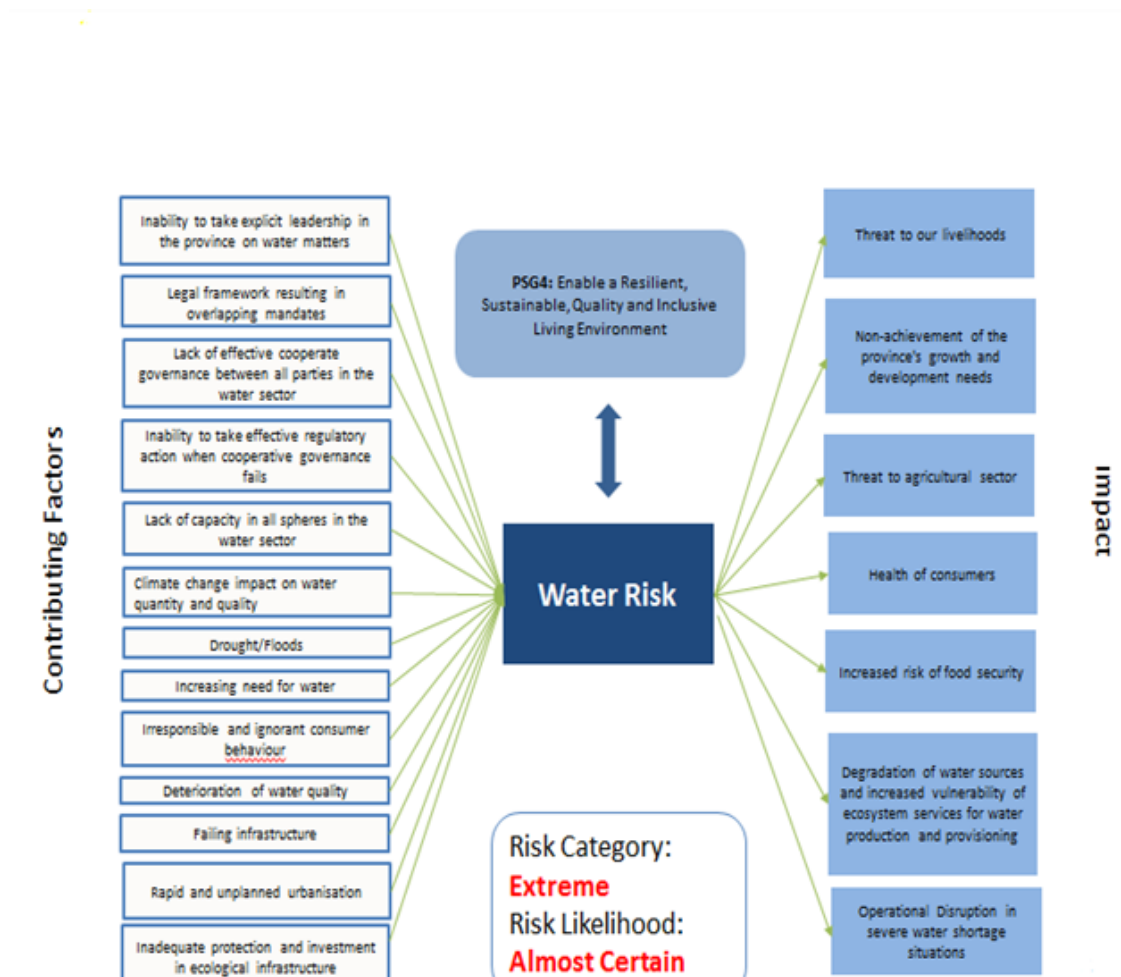 Contributing Factors
Inability to take explicit leadership in
the province on water matters
Legal framework resulting in
overlapping mandates
Lack of effective cooperate
governance between all parties in the
water sector
Inability to take effective regulatory
action when cooperative governance
fails
Lack of capacity in all spheres in the
water sector
Climate change impact on water
quantity and quality
Drought/Floods
Increasing need for water
Irresponsible and ignorant consumer
behaviour
Deterioration of water quality
Failing infrastructure
Rapid and unplanned urbanisation
Inadequate protection and investment
in ecological infrastructure
PSG4: Enable a Resilient,
Sustainable, Quality and Inclusive
Living Environment
Water Risk
Risk Category:
Extreme
Risk Likelihood:
Almost Certain
Threat to our livelihoods
Non-achievement of the
province's growth and
development needs
Threat to agricultural sector
Health of consumers
Increased risk of food security
Degradation of water sources
and increased vulnerability of
ecosystem services for water
production and provisioning
Operational Disruption in
severe water shortage
situations
Impact